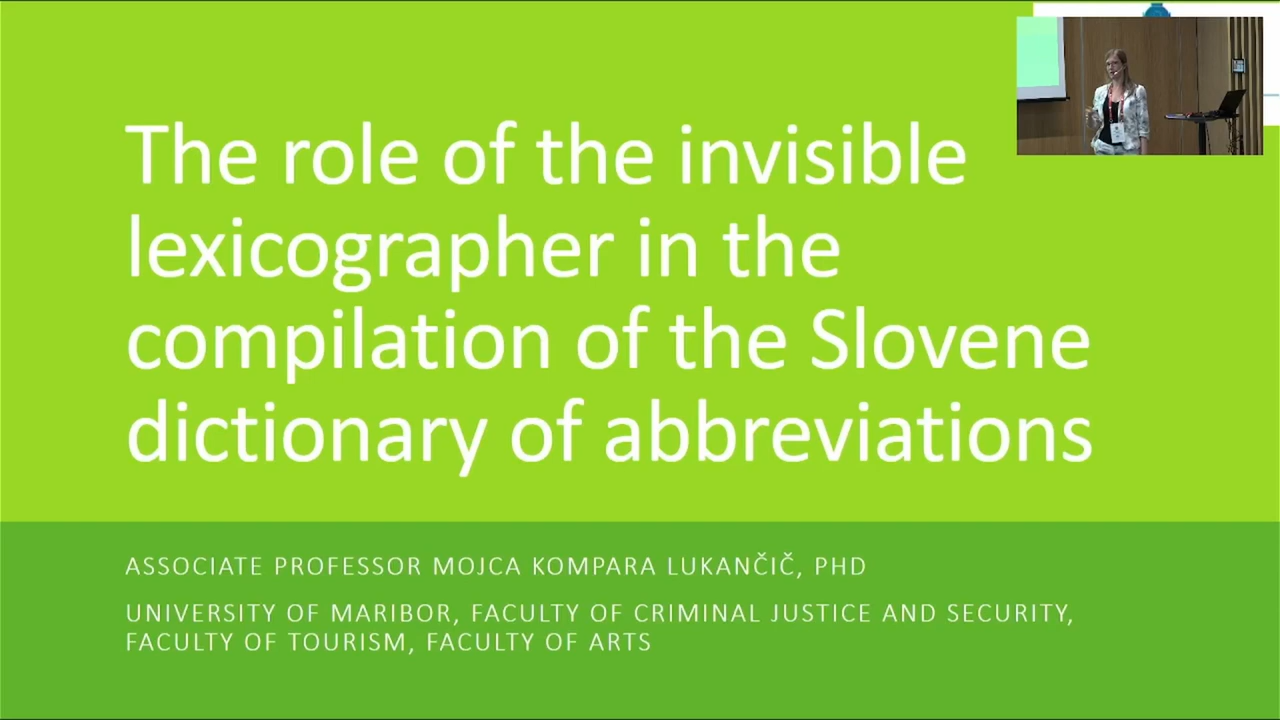 The role of the invisible
lexicographer in the
compilation of the Slovene
dictionary of abbreviations
ASSOCIATE PROFESSOR MOJCA KOMPARA LUKANČIČ, PHD
UNIVERSITY OF MARIBOR, FACULTY OF CRIMINAL JUSTICE AND SECURITY,
FACULTY OF TOURISM, FACULTY OF ARTS